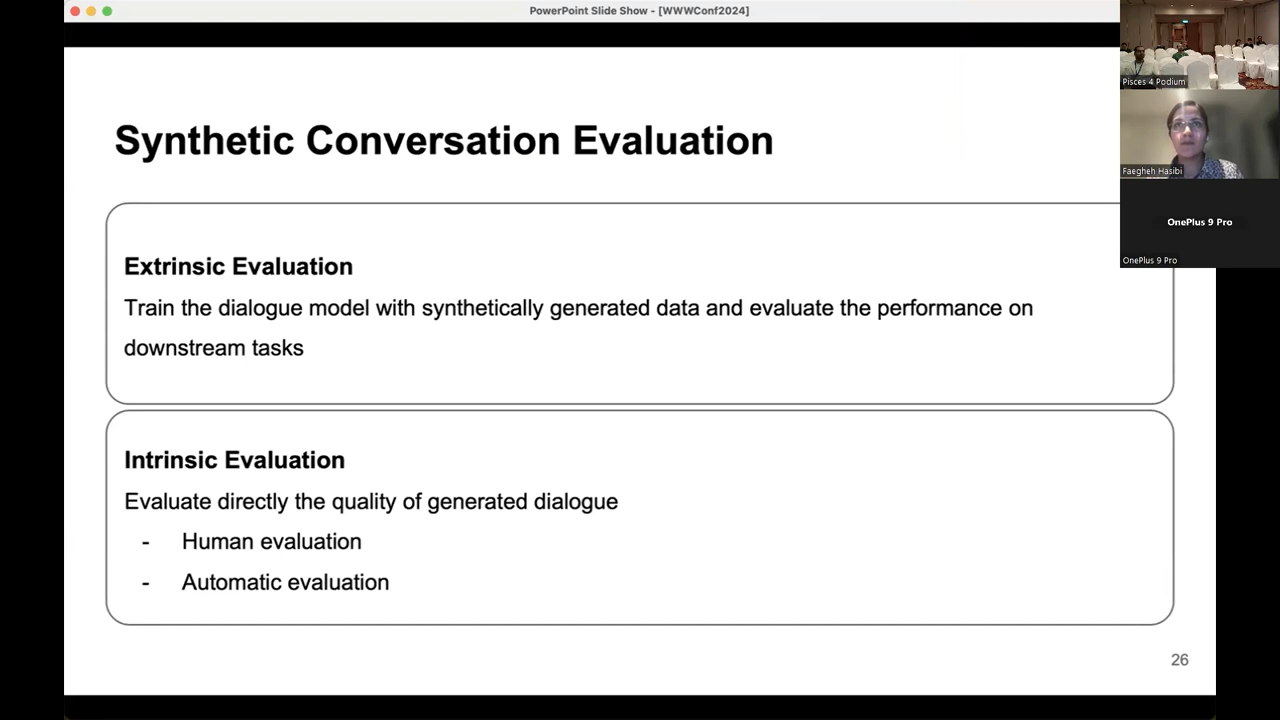 PowerPoint Slide Show - [WWWConf2024]
Pisces 4 Podium
Faegheh Hasibi
OnePlus 9 Pro
OnePlus 9 Pro
Synthetic Conversation Evaluation
Extrinsic Evaluation
Train the dialogue model with synthetically generated data and evaluate the performance on
downstream tasks
Intrinsic Evaluation
Evaluate directly the quality of generated dialogue
- Human evaluation
- Automatic evaluation
26